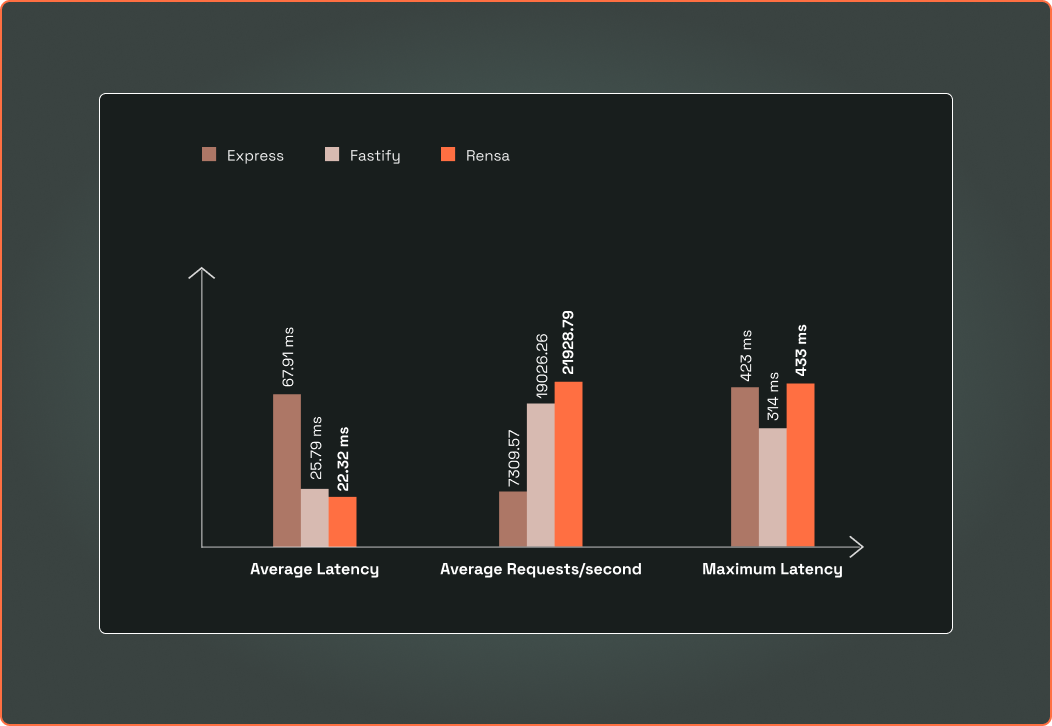 Express Fastify Rensa
67.91 ms
25.79 ms
22.32 ms
7309.57
19026.26
21928.79
423 ms
314 ms
433 ms
Average Latency Average Requests/second Maximum Latency